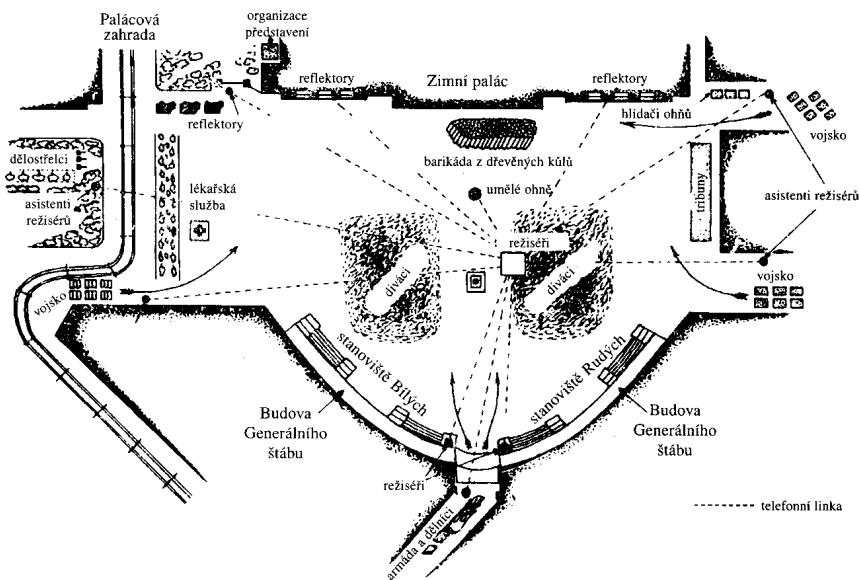 Palácová
zahrada
organizace
představení
reflektory
Zimní palác
reflektory
reflektory
hlídači ohňů
vojsko
barikáda z dřevěných kůlů
dělostřelci
asistenti
režisérů
lékařská
služba
umělé ohně
tribuny
asistenti režisérů
režiséři
diváci
diváci
vojsko
vojsko
stanoviště Bílých
stanoviště Rudých
Budova
Generálního
štábu
Budova
Generálního
štábu
režiséři
armáda a dělníci
telefonní linka